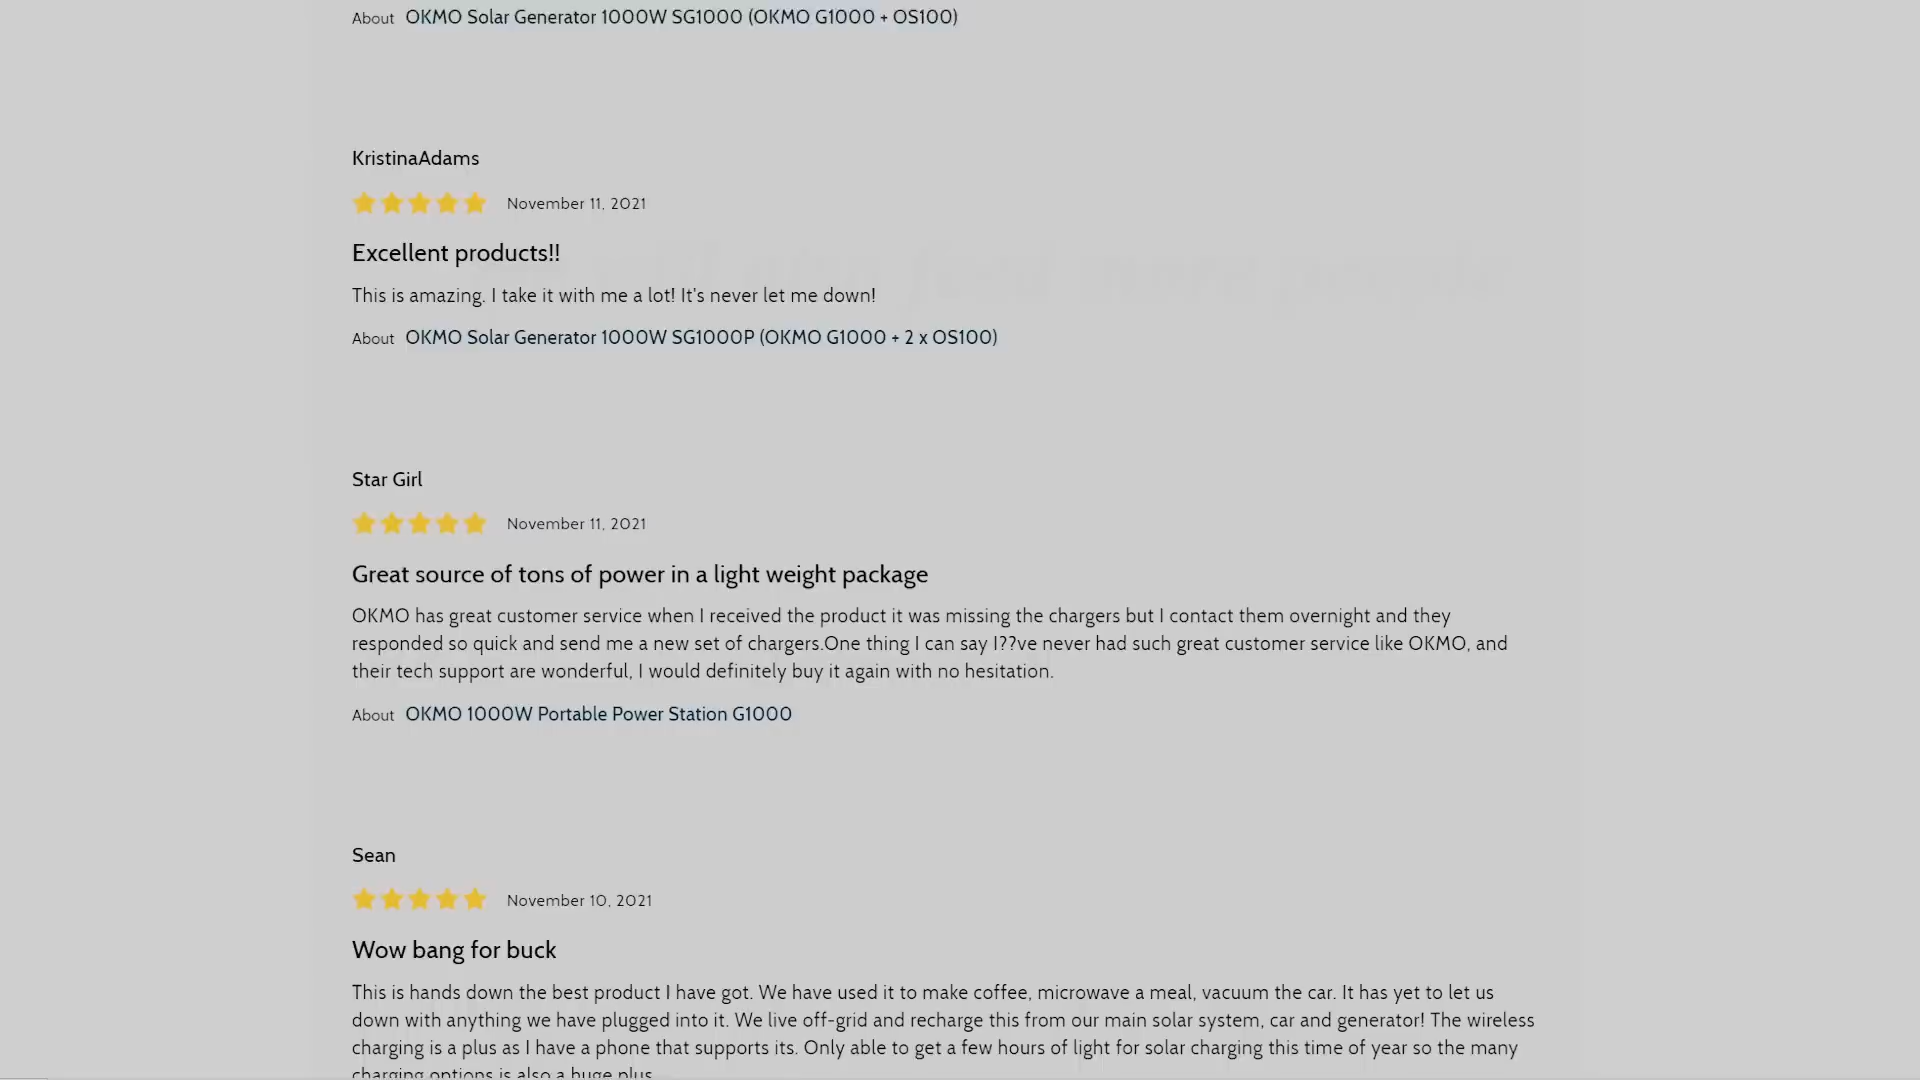 About OKMO Solar Generator 1000W SG1000 (OKMO G1000 + OS100)
KristinaAdams
November 11, 2021
Excellent products!!
This is amazing. I take it with me a lot! It's never let me down!
About OKMO Solar Generator 1000W SG1000P (OKMO G1000 + 2 x OS100)
Star Girl
November 11, 2021
Great source of tons of power in a light weight package
OKMO has great customer service when I received the product it was missing the chargers but I contact them overnight and they
responded so quick and send me a new set of chargers.One thing I can say I??ve never had such great customer service like OKMO, and
their tech support are wonderful, I would definitely buy it again with no hesitation.
About OKMO 1000W Portable Power Station G1000
Sean
November 10, 2021
Wow bang for buck
This is hands down the best product I have got. We have used it to make coffee, microwave a meal, vacuum the car. It has yet to let us
down with anything we have plugged into it. We live off-grid and recharge this from our main solar system, car and generator! The wireless
charging is a plus as I have a phone that supports its. Only able to get a few hours of light for solar charging this time of year so the many
charging options is also a huge plus.